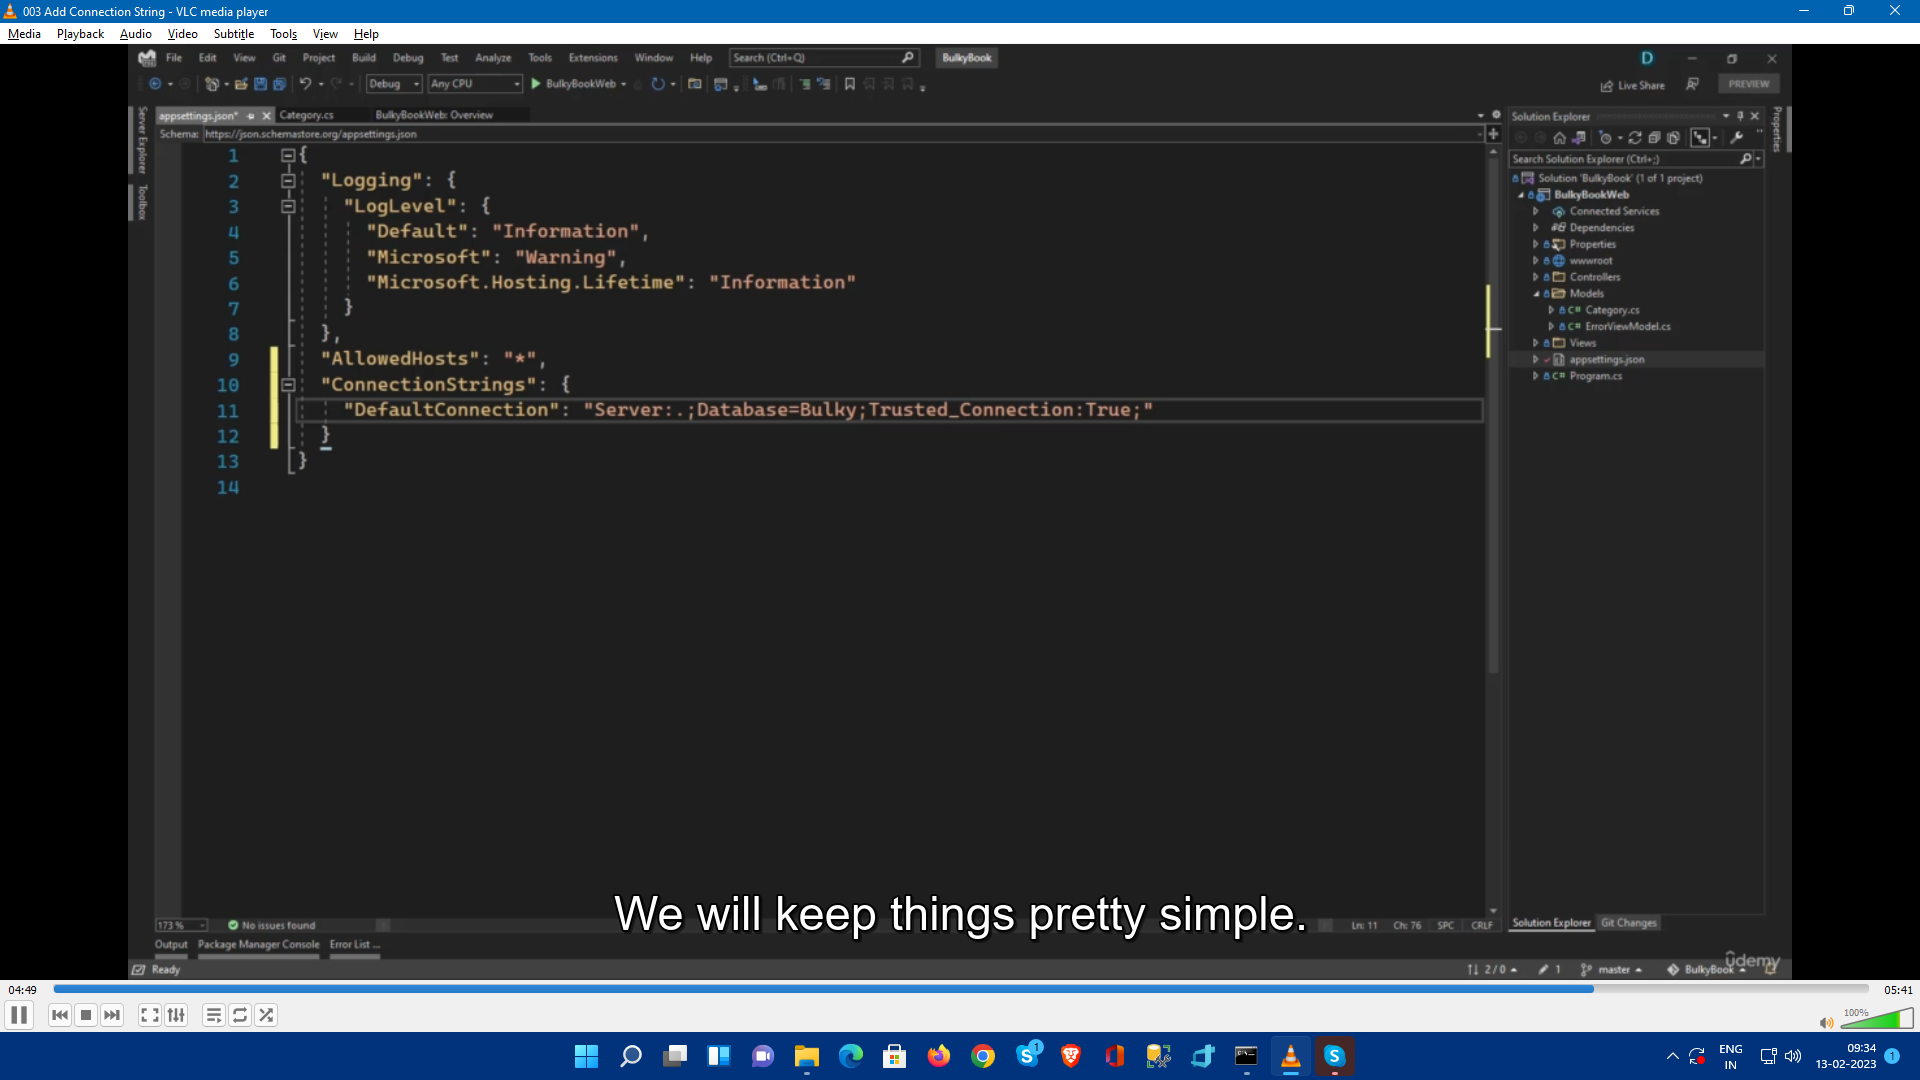 003 Add Connection String - VLC media player
Media Playback Audio Video Subtitle Tools View Help
File Edit View Git Project Build Debug Test Analyze Tools Extensions Window Help Search (Ctrl+Q) BulkyBook D
Debug Any CPU BulkyBookWeb Live Share PREVIEW
Server Explorer
Toolbox
appsettings.json* Category.cs BulkyBookWeb: Overview
Schema: https://json.schemastore.org/appsettings.json
1 {
2 "Logging": {
3 "LogLevel": {
4 "Default": "Information",
5 "Microsoft": "Warning",
6 "Microsoft.Hosting.Lifetime": "Information"
7 }
8 },
9 "AllowedHosts": "*",
10 "ConnectionStrings": {
11 "DefaultConnection": "Server:.;Database=Bulky;Trusted_Connection:True;"
12 }
13 }
14
Solution Explorer
Search Solution Explorer (Ctrl+;)
Solution 'BulkyBook' (1 of 1 project)
BulkyBookWeb
Connected Services
Dependencies
Properties
wwwroot
Controllers
Models
C# Category.cs
C# ErrorViewModel.cs
Views
appsettings.json
C# Program.cs
Properties
We will keep things pretty simple.
173 % No issues found Ln: 11 Ch: 76 SPC CRLF
Solution Explorer Git Changes
Output Package Manager Console Error List ...
Ready 2 / 0 1 master BulkyBook
ûdemy
04:49 05:41
100%
1
ENG
IN
09:34
13-02-2023
1